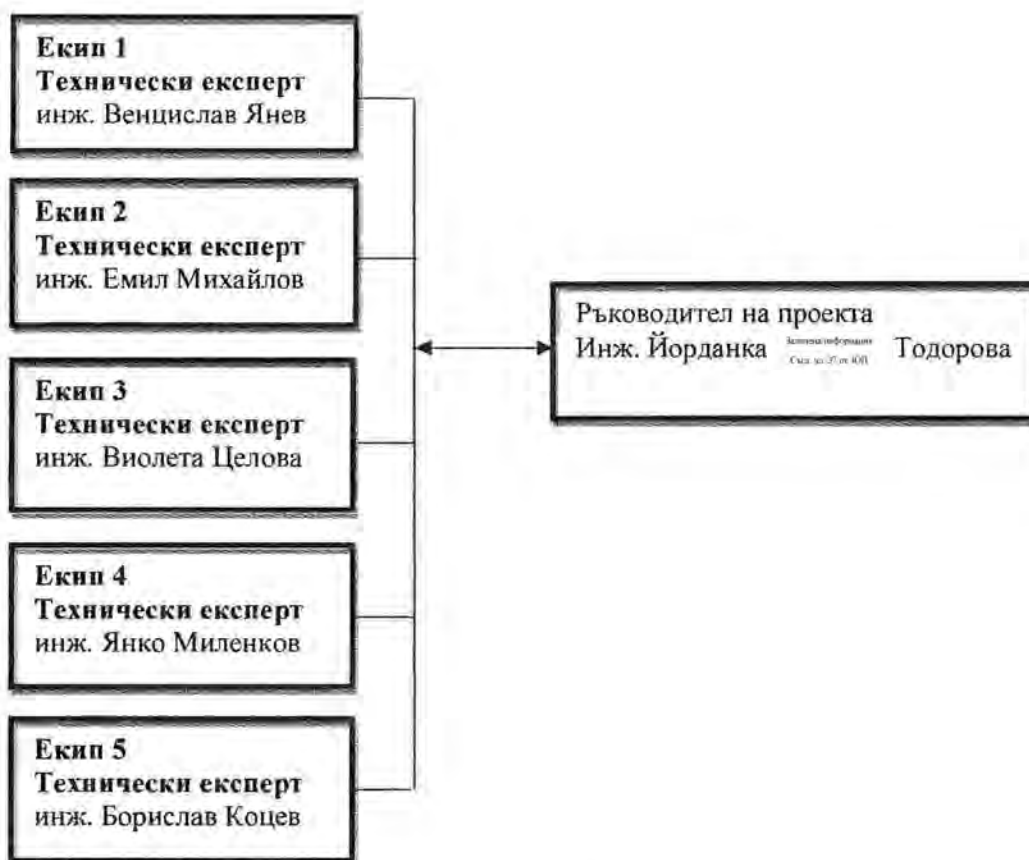 Екип 1
Технически експерт
инж. Венцислав Янев
Екип 2
Технически експерт
инж. Емил Михайлов
Екип 3
Технически експерт
инж. Виолета Целова
Екип 4
Технически експерт
инж. Янко Миленков
Екип 5
Технически експерт
инж. Борислав Коцев
Ръководител на проекта
Инж. Йорданка Тодорова